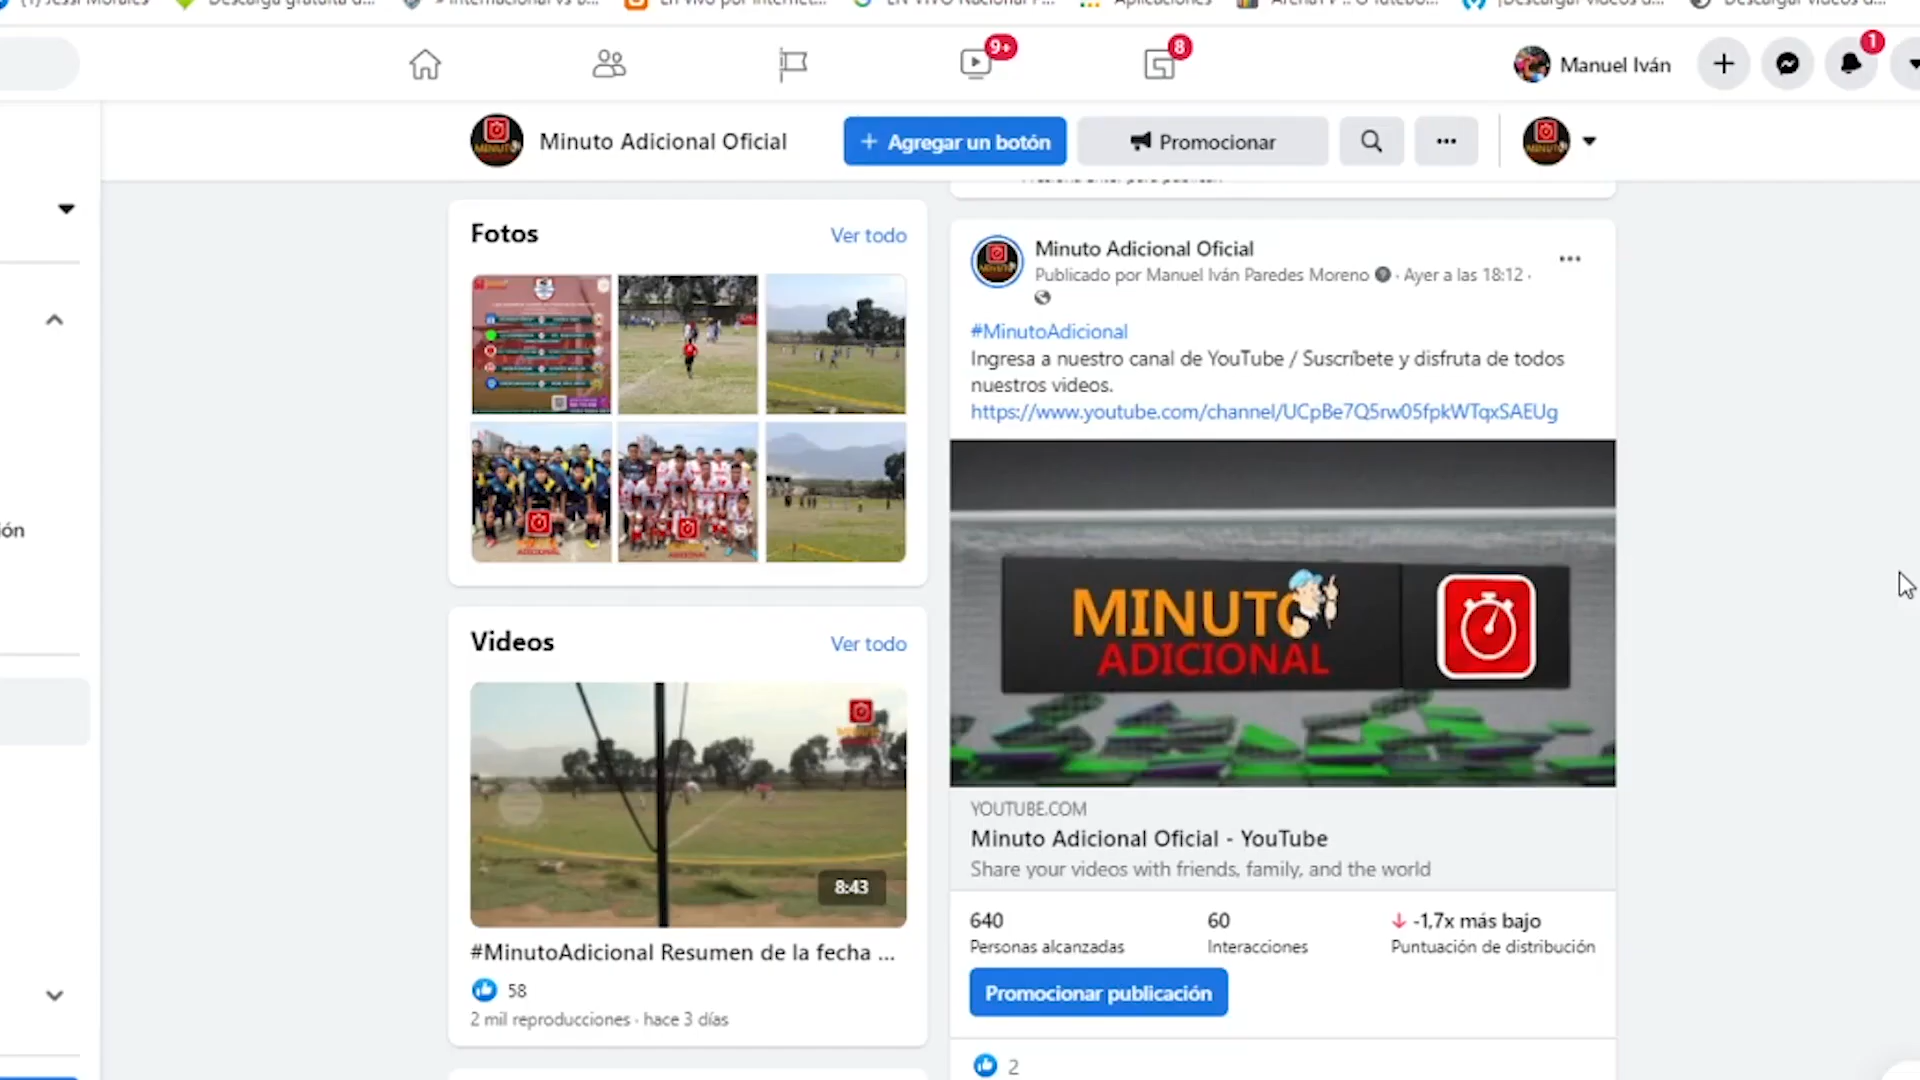 9+
8
1
Manuel Iván
Minuto Adicional Oficial
+ Agregar un botón
Promocionar
ión
Fotos
Ver todo
Videos
Ver todo
8:43
#MinutoAdicional Resumen de la fecha ...
58
2 mil reproducciones · hace 3 días
Minuto Adicional Oficial
Publicado por Manuel Iván Paredes Moreno · Ayer a las 18:12 ·
#MinutoAdicional
Ingresa a nuestro canal de YouTube / Suscríbete y disfruta de todos
nuestros videos.
https://www.youtube.com/channel/UCpBe7Q5rw05fpkWTqxSAEUg
MINUTO
ADICIONAL
YOUTUBE.COM
Minuto Adicional Oficial - YouTube
Share your videos with friends, family, and the world
640
Personas alcanzadas
60
Interacciones
-1,7x más bajo
Puntuación de distribución
Promocionar publicación
2